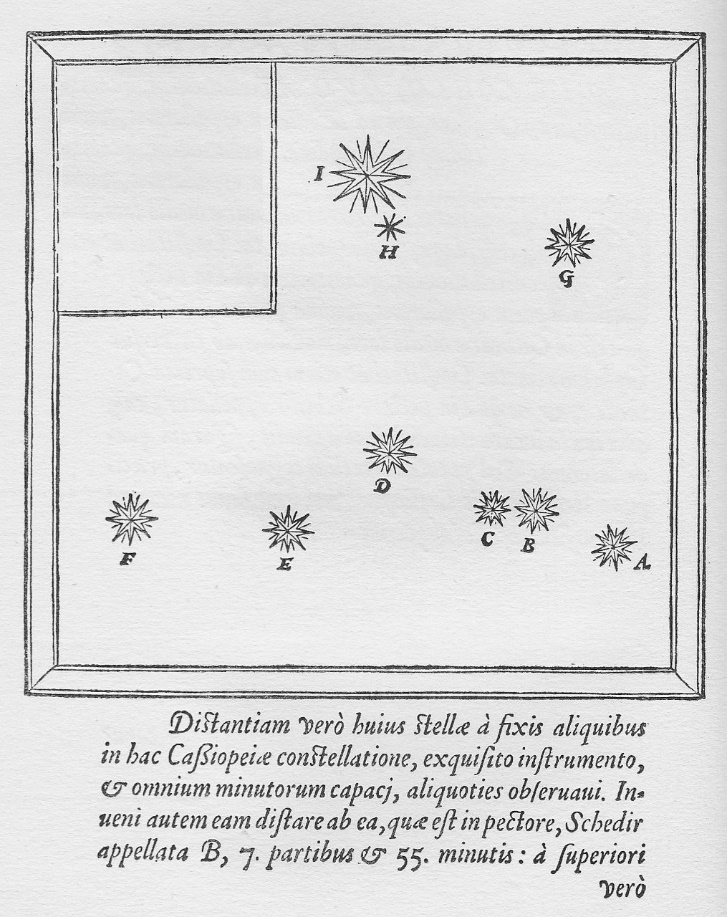 I
H
G
D
C
B
A
F
E
Distantiam verò huius stellæ à fixis aliquibus
in hac Cassiopeiæ constellatione, exquisito instrumento,
& omnium minutorum capacj, aliquoties obseruaui. In-
ueni autem eam distare ab ea, quæ est in pectore, Schedir
appellata B, 7. partibus & 55. minutis : à superiori
verò